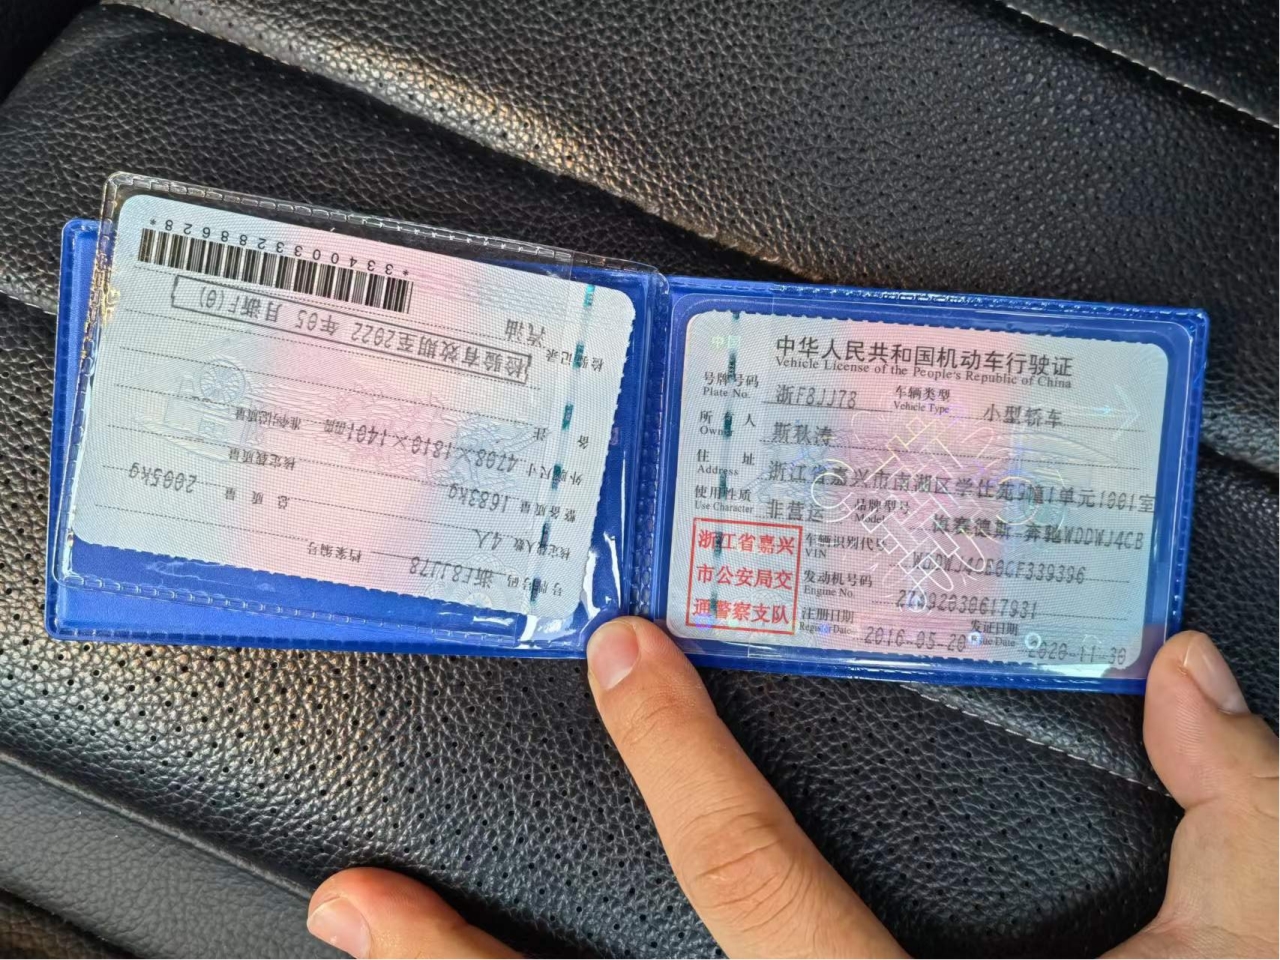 中国
中华人民共和国机动车行驶证
Vehicle License of the People's Republic of China
号牌号码 浙F8JJ78 车辆类型 小型轿车
Plate No. Vehicle Type
所有人 斯秋涛
Owner
住址 浙江省嘉兴市南湖区学仕苑9幢1单元1001室
Address
使用性质 非营运 品牌型号 梅赛德斯-奔驰WDDWJ4CB
Use Character Model
浙江省嘉兴
市公安局交
通警察支队
车辆识别代号
VIN
发动机号码 27492030617931
Engine No.
注册日期 2016-05-20 发证日期 2020-11-30
Register Date Issue Date
号牌号码 浙F8JJ78 档案编号
核定载人数 4人 总质量 2005kg
整备质量 1683kg 核定载质量
外廓尺寸 4708×1810×1401mm 准牵引总质量
备注
检验记录 检验有效期至2022年05月浙F(0)
汽油
*3340033288628*